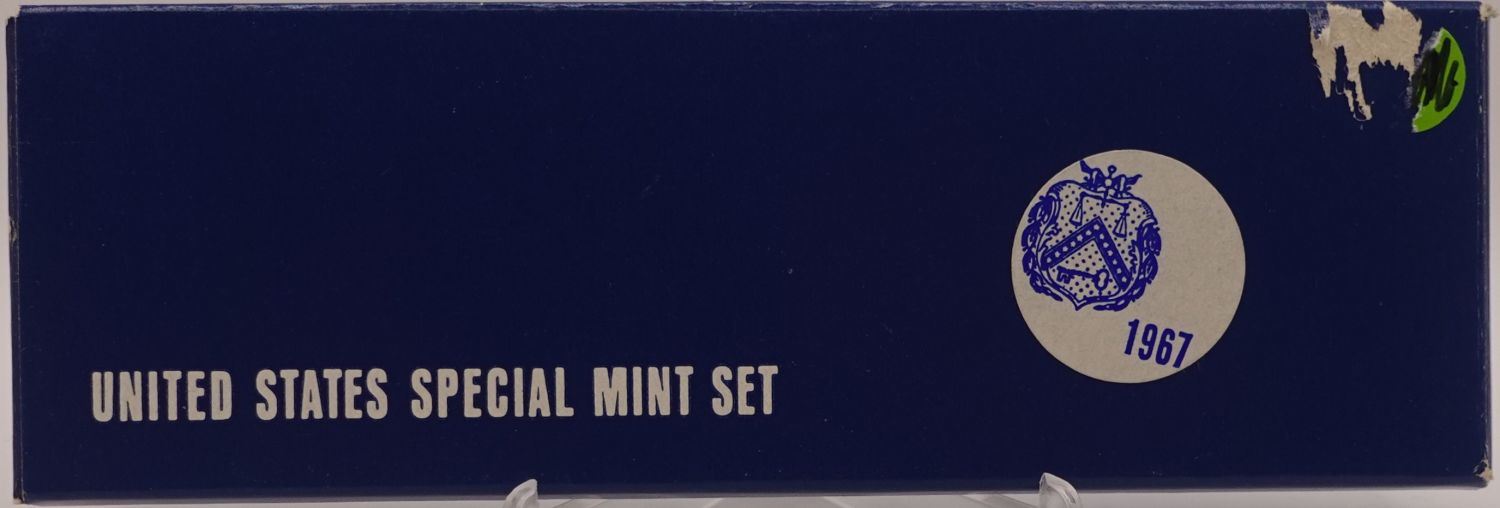 UNITED STATES SPECIAL MINT SET
1967